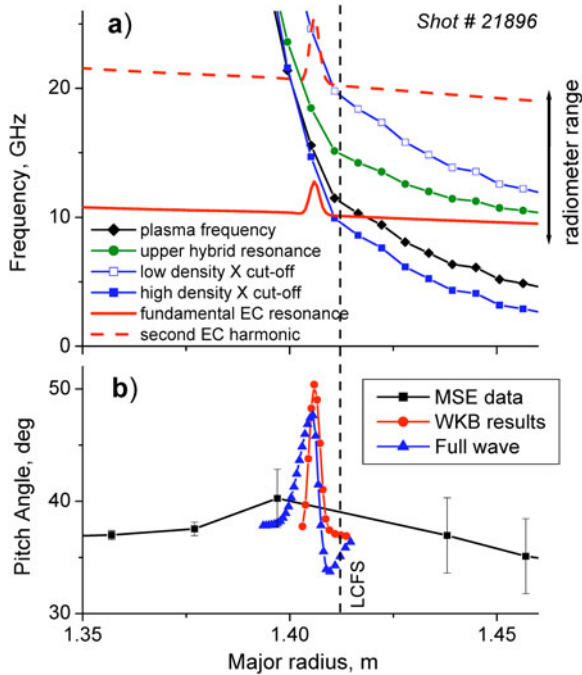 a)
Shot # 21896
20
10
0
Frequency, GHz
radiometer range
plasma frequency
upper hybrid resonance
low density X cut-off
high density X cut-off
fundamental EC resonance
second EC harmonic
b)
MSE data
WKB results
Full wave
50
40
30
Pitch Angle, deg
LCFS
1.35
1.40
1.45
Major radius, m